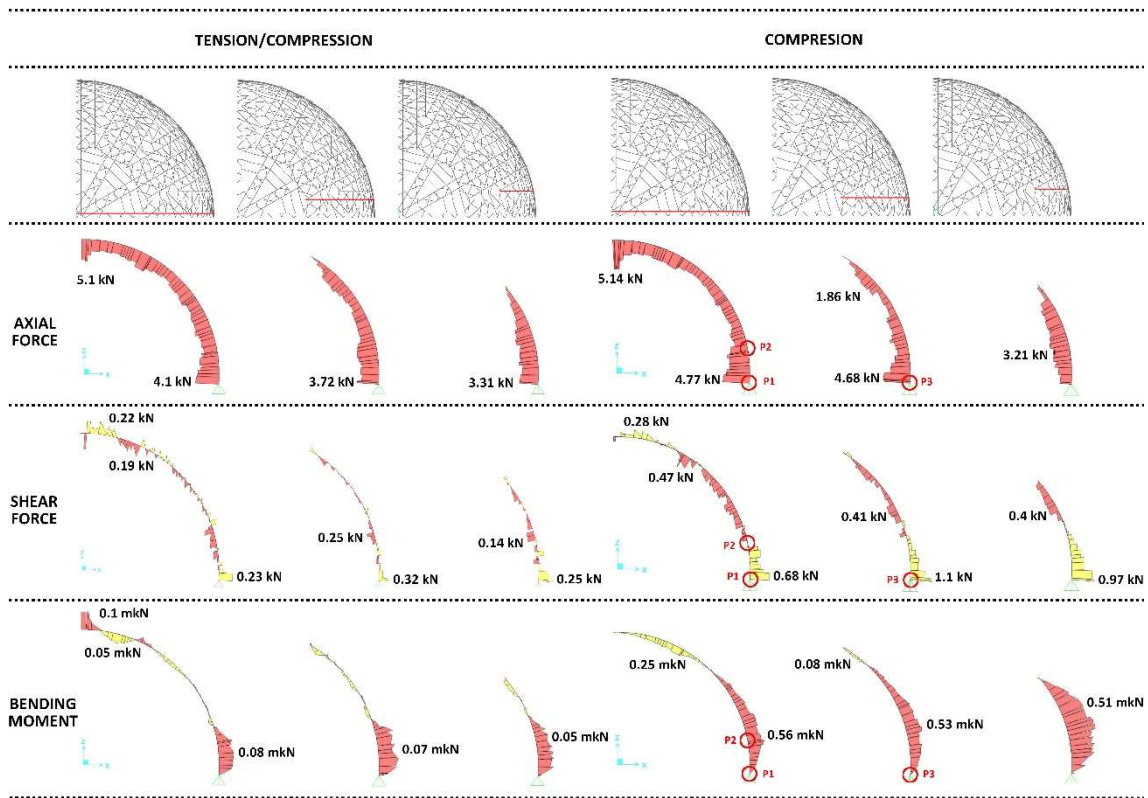 TENSION/COMPRESSION COMPRESION
AXIAL
FORCE
5.1 kN
4.1 kN
3.72 kN
3.31 kN
5.14 kN
P2
4.77 kN
P1
1.86 kN
4.68 kN
P3
3.21 kN
Z
X
Z
X
SHEAR
FORCE
0.22 kN
0.19 kN
0.23 kN
0.25 kN
0.32 kN
0.14 kN
0.25 kN
0.28 kN
0.47 kN
P2
P1
0.68 kN
0.41 kN
P3
1.1 kN
0.4 kN
0.97 kN
Z
X
Z
X
BENDING
MOMENT
0.1 mkN
0.05 mkN
0.08 mkN
0.07 mkN
0.05 mkN
0.25 mkN
P2
0.56 mkN
P1
0.08 mkN
0.53 mkN
P3
0.51 mkN
Z
X
Z
X